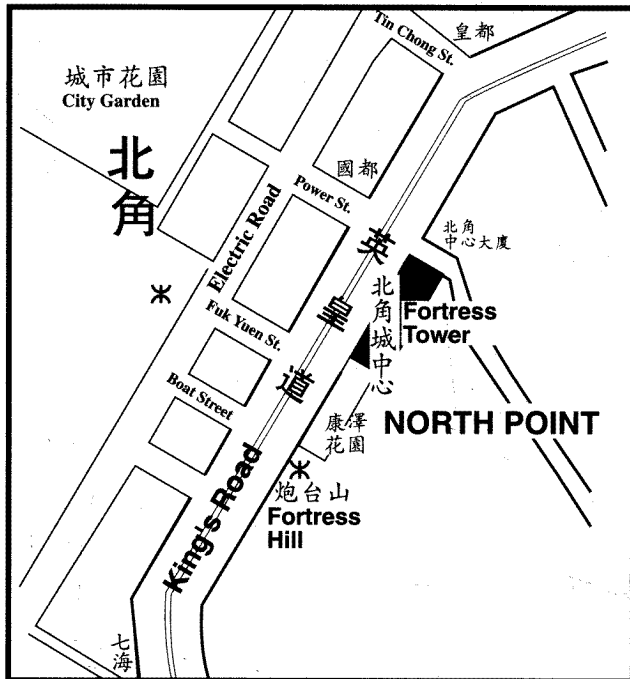 Tin Chong St.
皇都
城市花園
City Garden
北角
國都
Power St.
Electric Road
英皇道
北角
中心大廈
北角城中心
Fortress
Tower
Fuk Yuen St.
Boat Street
康澤
花園
NORTH POINT
King's Road
炮台山
Fortress
Hill
七海